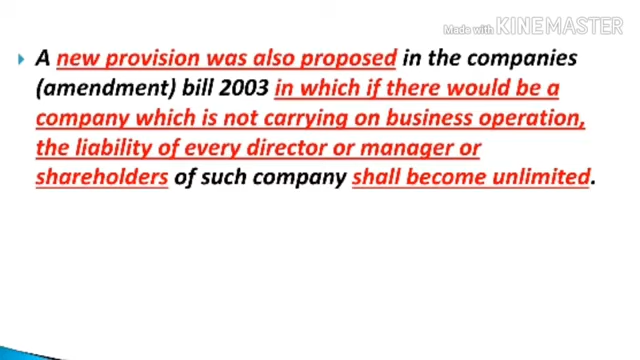 Made with KINEMASTER
A new provision was also proposed in the companies
(amendment) bill 2003 in which if there would be a
company which is not carrying on business operation,
the liability of every director or manager or
shareholders of such company shall become unlimited.